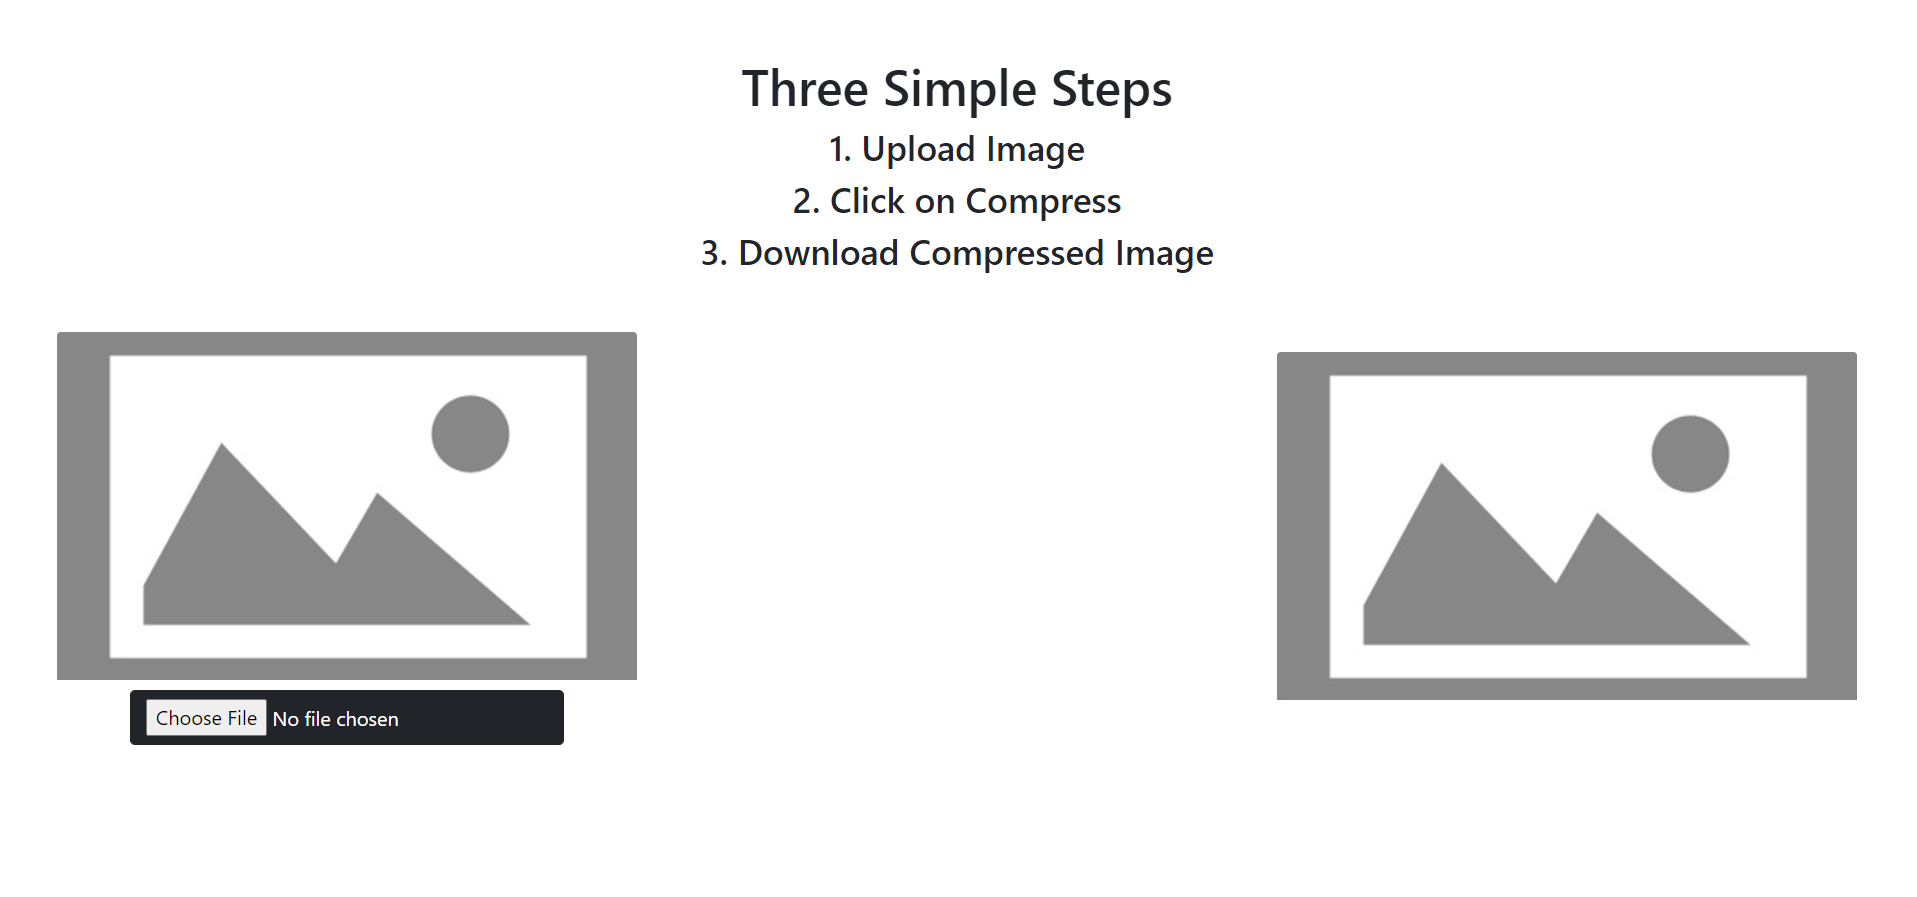 Three Simple Steps
1. Upload Image
2. Click on Compress
3. Download Compressed Image
Choose File No file chosen